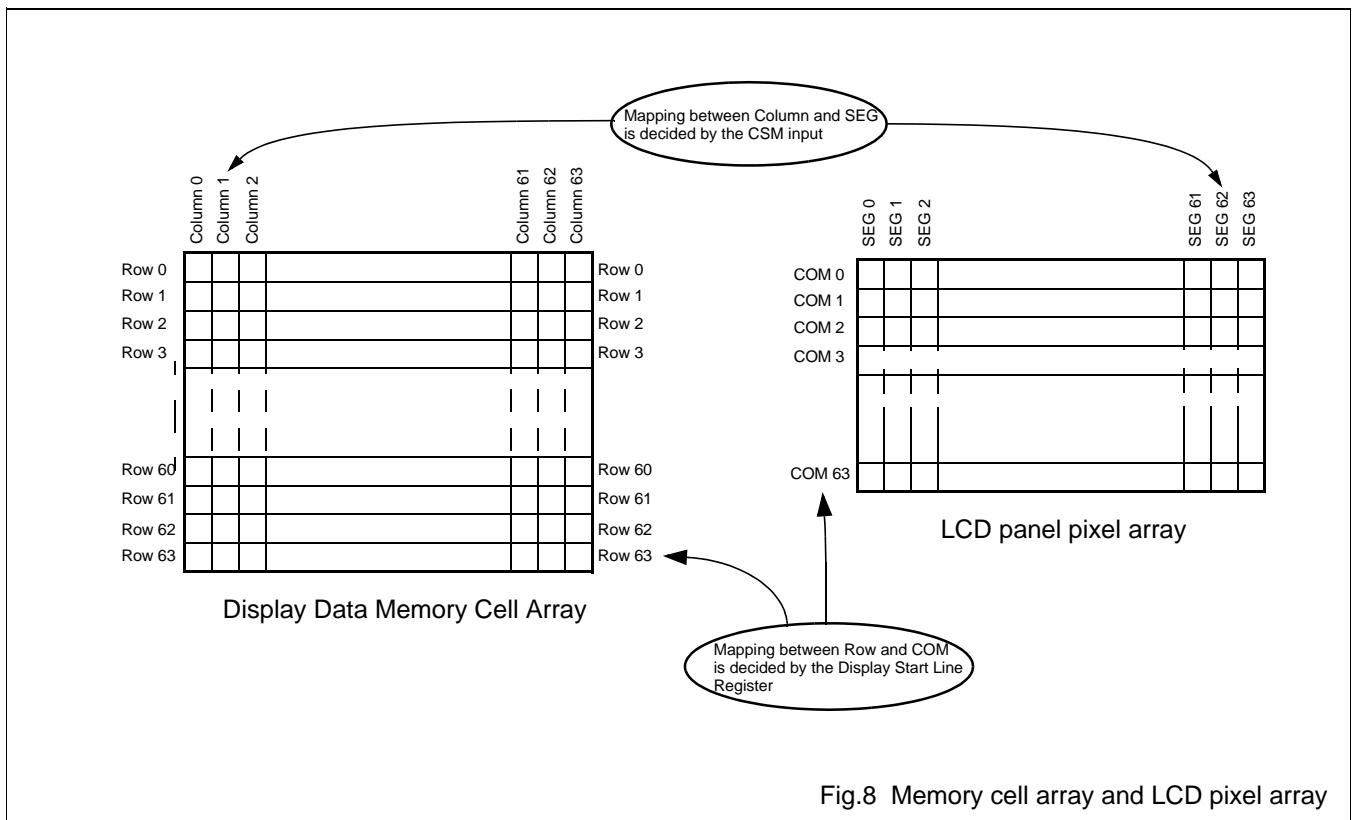 Mapping between Column and SEG
is decided by the CSM input
Column 0
Column 1
Column 2
Column 61
Column 62
Column 63
SEG 0
SEG 1
SEG 2
SEG 61
SEG 62
SEG 63
Row 0
Row 1
Row 2
Row 3
Row 60
Row 61
Row 62
Row 63
Row 0
Row 1
Row 2
Row 3
Row 60
Row 61
Row 62
Row 63
COM 0
COM 1
COM 2
COM 3
COM 63
LCD panel pixel array
Display Data Memory Cell Array
Mapping between Row and COM
is decided by the Display Start Line
Register
Fig.8 Memory cell array and LCD pixel array